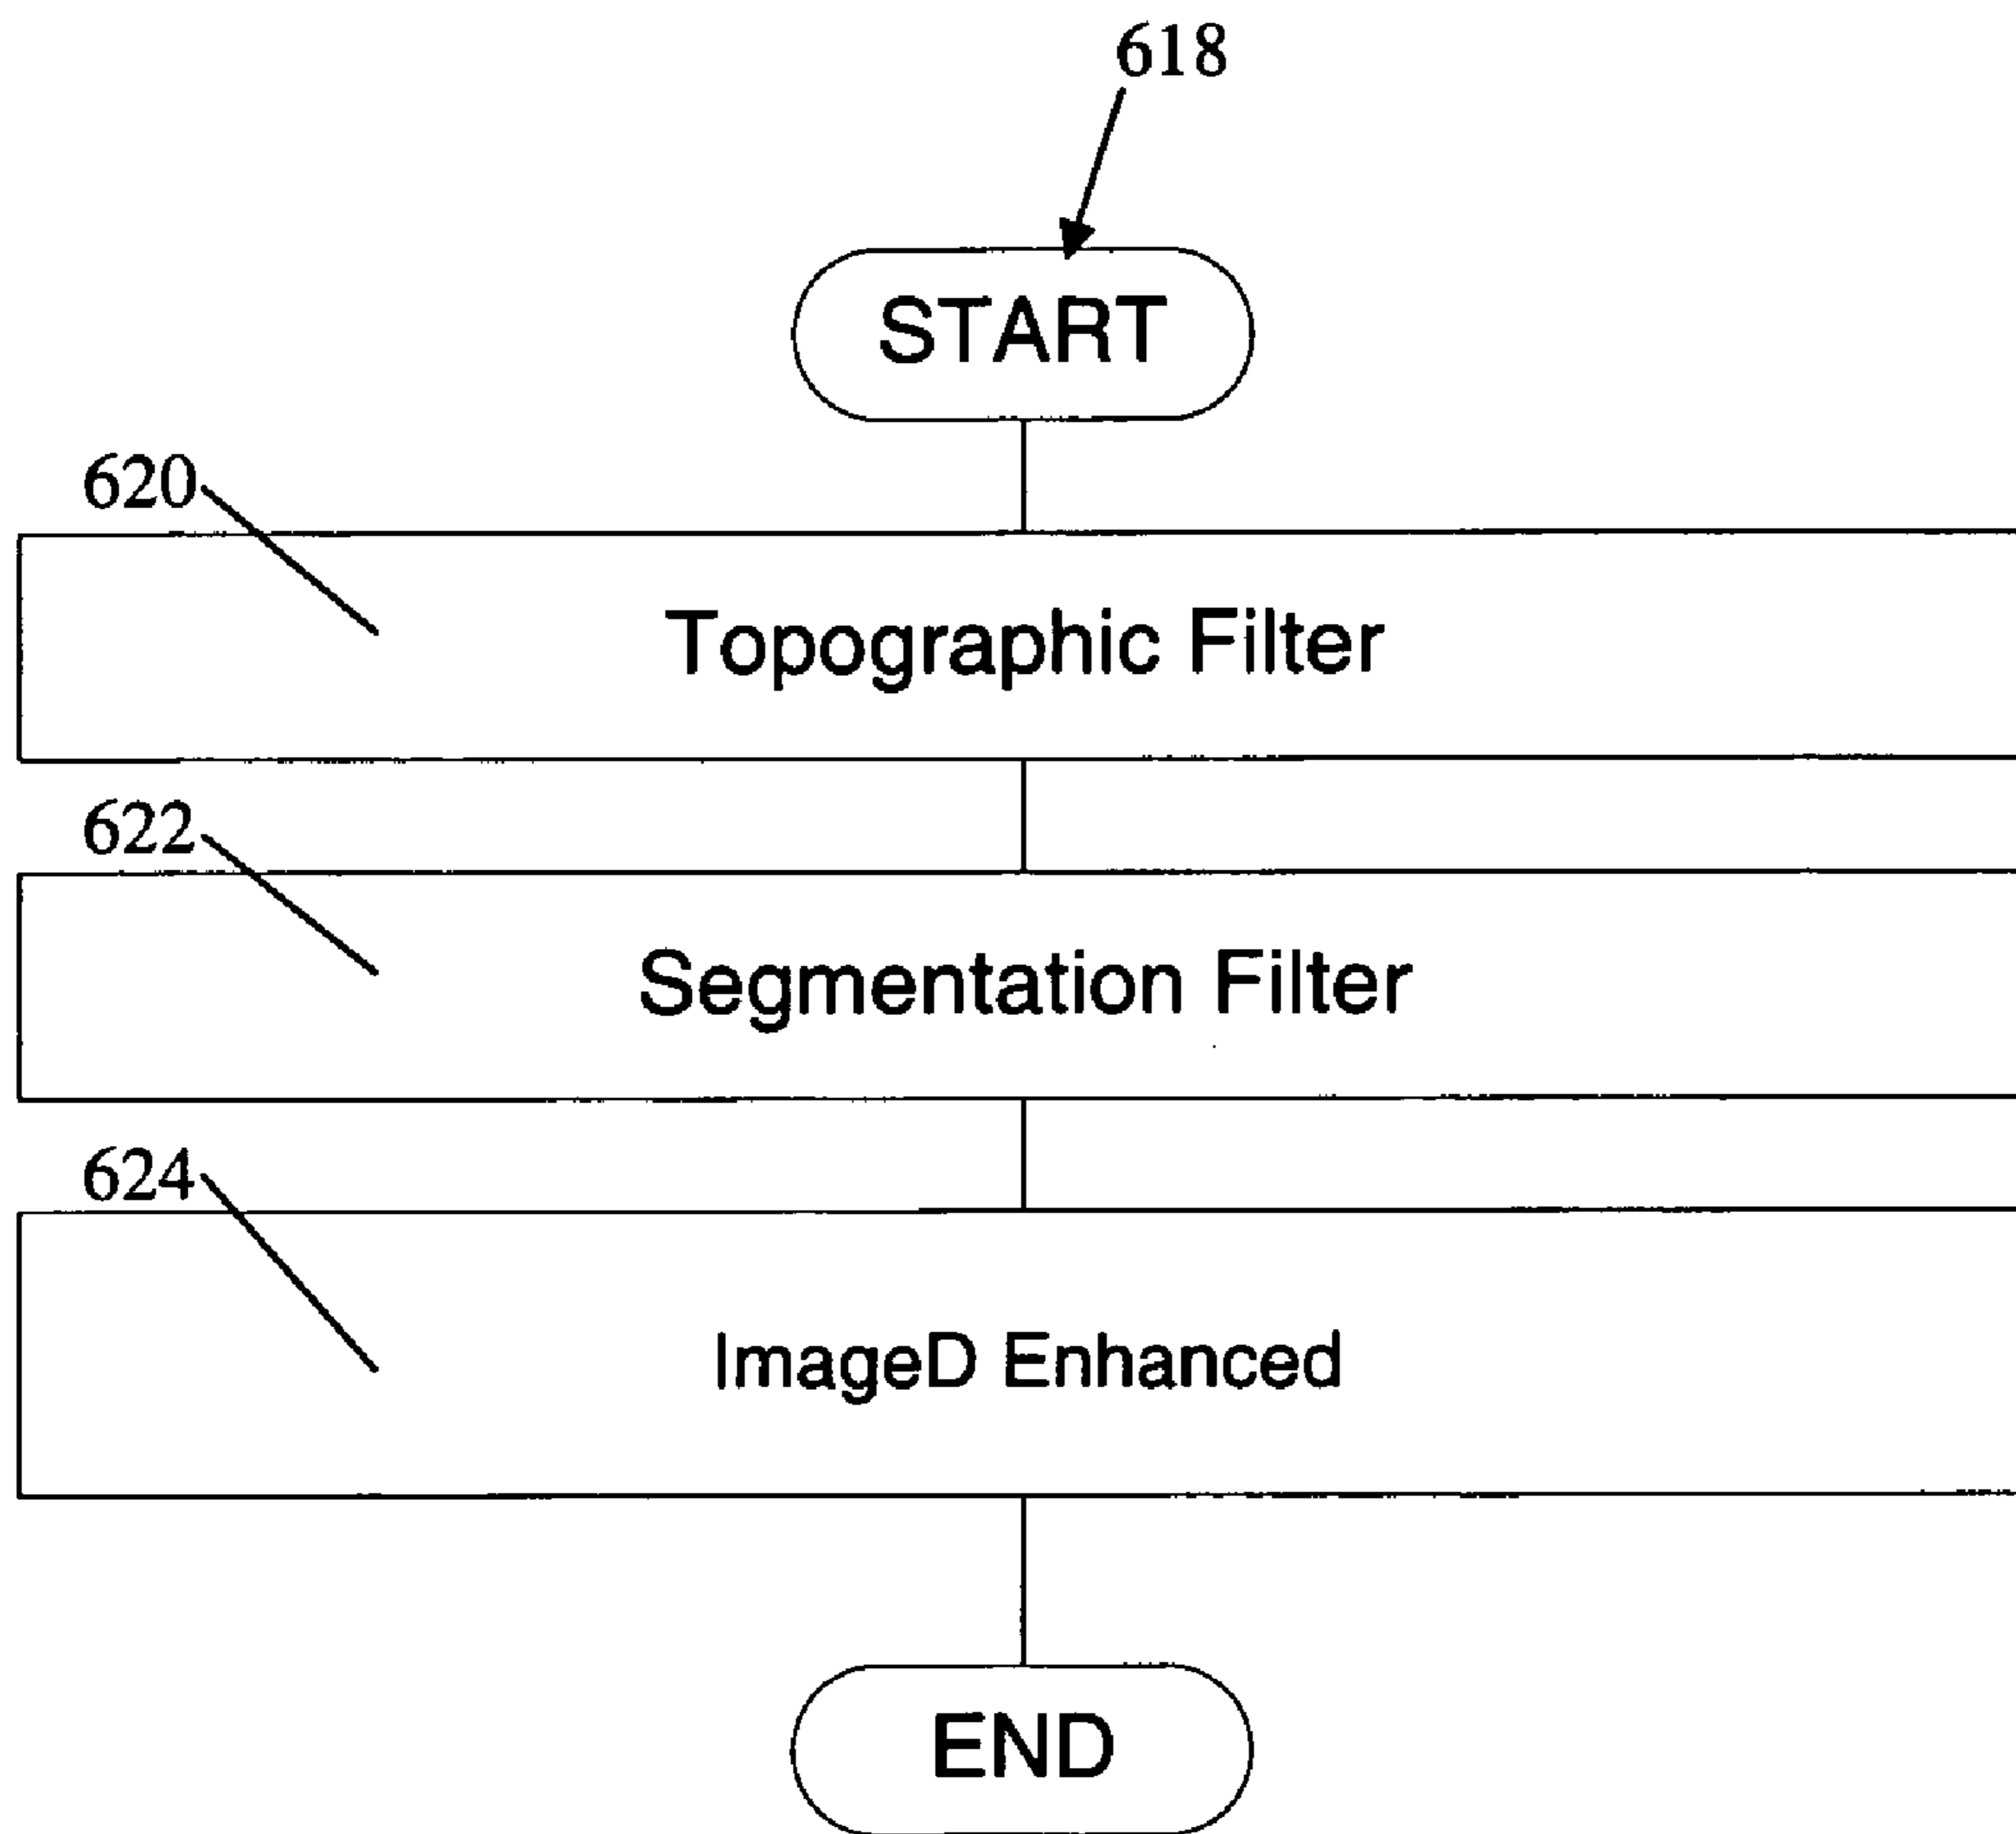 618
START
620
Topographic Filter
622
Segmentation Filter
624
ImageD Enhanced
END